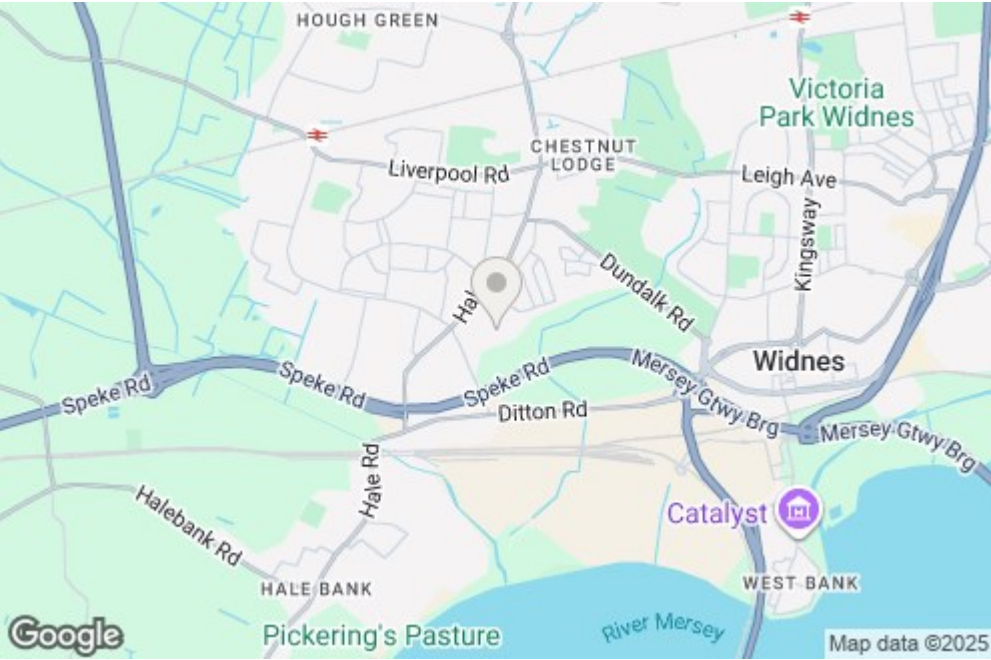 HOUGH GREEN
Victoria
Park Widnes
CHESTNUT
LODGE
Liverpool Rd
Leigh Ave
Kingsway
Dundalk Rd
Hal
Widnes
Speke Rd
Speke Rd
Speke Rd
Mersey Gtwy Brg
Ditton Rd
Mersey Gtwy Brg
Hale Rd
Halebank Rd
Catalyst
HALE BANK
WEST BANK
Pickering's Pasture
River Mersey
Google
Map data ©2025